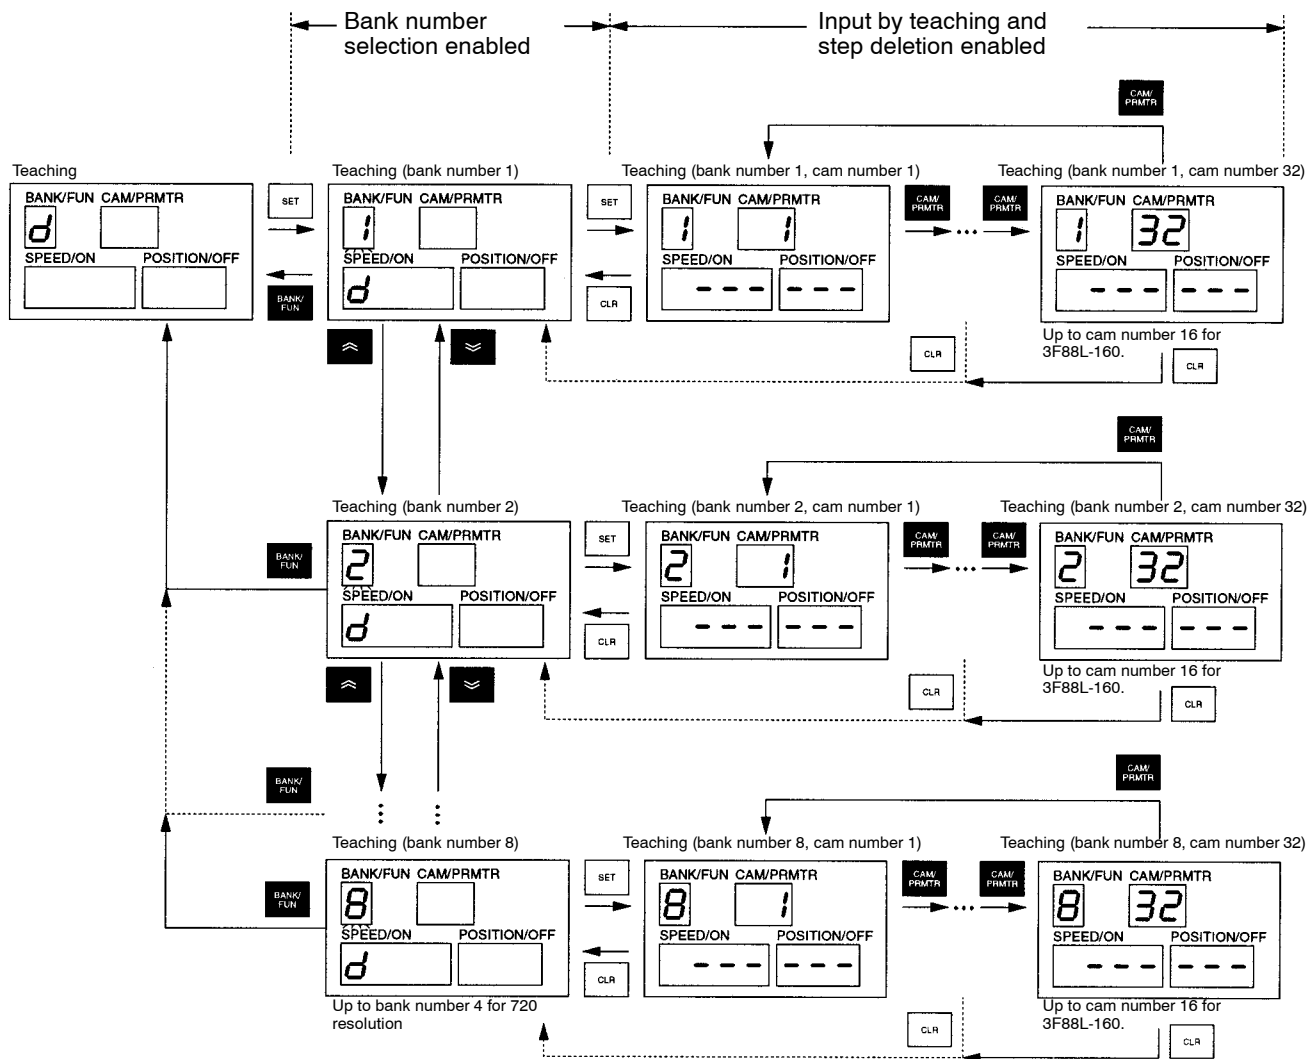 Bank number
selection enabled
Input by teaching and
step deletion enabled
CAM/
PRMTR
Teaching
Teaching (bank number 1)
Teaching (bank number 1, cam number 1)
Teaching (bank number 1, cam number 32)
BANK/FUN CAM/PRMTR
d
SPEED/ON POSITION/OFF
SET
BANK/
FUN
BANK/FUN CAM/PRMTR
1
SPEED/ON POSITION/OFF
d
SET
CLR
BANK/FUN CAM/PRMTR
1 1
SPEED/ON POSITION/OFF
--- ---
CAM/
PRMTR
...
CAM/
PRMTR
BANK/FUN CAM/PRMTR
1 32
SPEED/ON POSITION/OFF
--- ---
Up to cam number 16 for
3F88L-160.
CLR
CLR
CAM/
PRMTR
Teaching (bank number 2)
Teaching (bank number 2, cam number 1)
Teaching (bank number 2, cam number 32)
BANK/
FUN
BANK/FUN CAM/PRMTR
2
SPEED/ON POSITION/OFF
d
SET
CLR
BANK/FUN CAM/PRMTR
2 1
SPEED/ON POSITION/OFF
--- ---
CAM/
PRMTR
...
CAM/
PRMTR
BANK/FUN CAM/PRMTR
2 32
SPEED/ON POSITION/OFF
--- ---
Up to cam number 16 for
3F88L-160.
CLR
CLR
BANK/
FUN
CAM/
PRMTR
Teaching (bank number 8)
Teaching (bank number 8, cam number 1)
Teaching (bank number 8, cam number 32)
BANK/
FUN
BANK/FUN CAM/PRMTR
8
SPEED/ON POSITION/OFF
d
Up to bank number 4 for 720
resolution
SET
CLR
BANK/FUN CAM/PRMTR
8 1
SPEED/ON POSITION/OFF
--- ---
CAM/
PRMTR
...
CAM/
PRMTR
BANK/FUN CAM/PRMTR
8 32
SPEED/ON POSITION/OFF
--- ---
Up to cam number 16 for
3F88L-160.
CLR
CLR